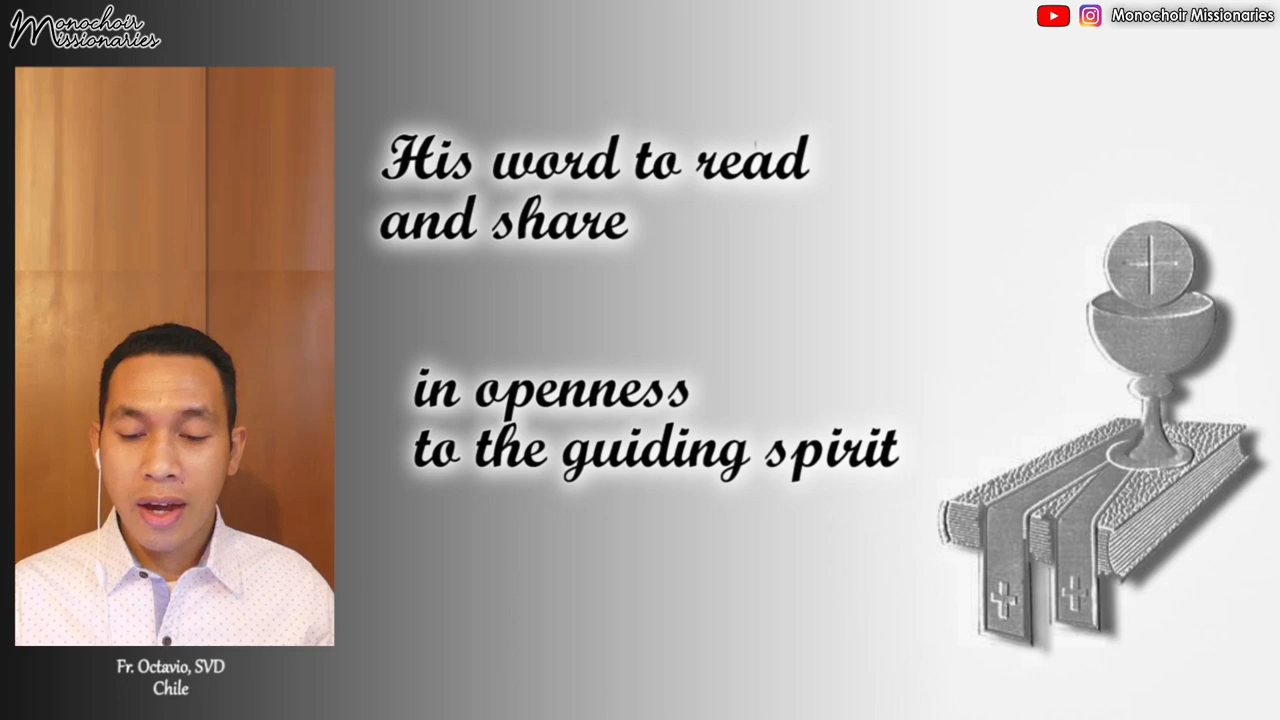 Monochoir
Missionaries
Monochoir Missionaries
His word to read
and share
in openness
to the guiding spirit
Fr. Octavio, SVD
Chile